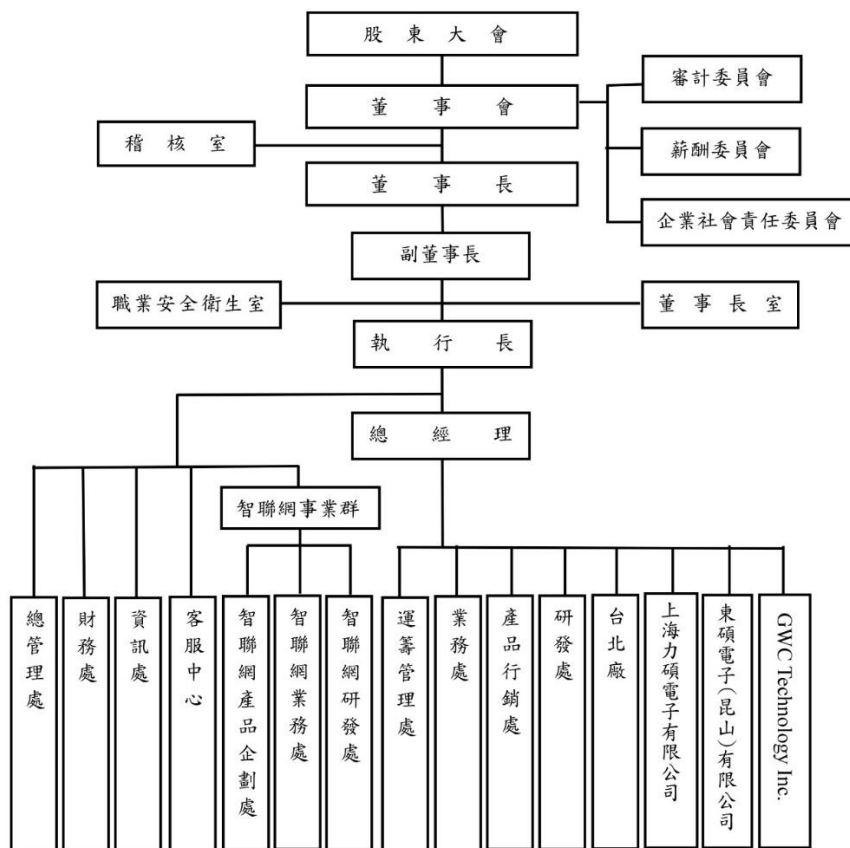 股東大會
董事會
審計委員會
稽核室
薪酬委員會
董事長
企業社會責任委員會
副董事長
職業安全衛生室
董事長室
執行長
總經理
智聯網事業群
總管理處
財務處
資訊處
客服中心
智聯網產品企劃處
智聯網業務處
智聯網研發處
運籌管理處
業務處
產品行銷處
研發處
台北廠
上海力碩電子有限公司
東碩電子(昆山)有限公司
GWC Technology Inc.